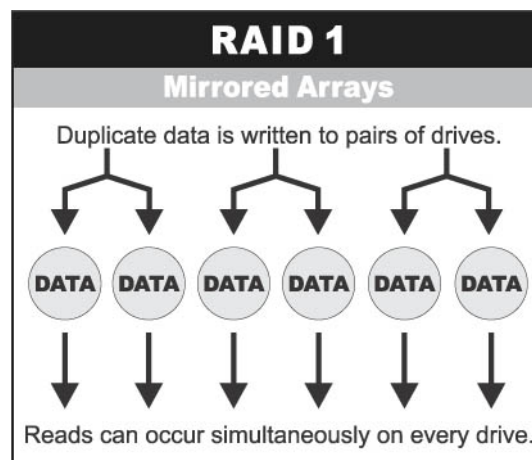 RAID 1
Mirrored Arrays
Duplicate data is written to pairs of drives.
DATA DATA DATA DATA DATA DATA
Reads can occur simultaneously on every drive.